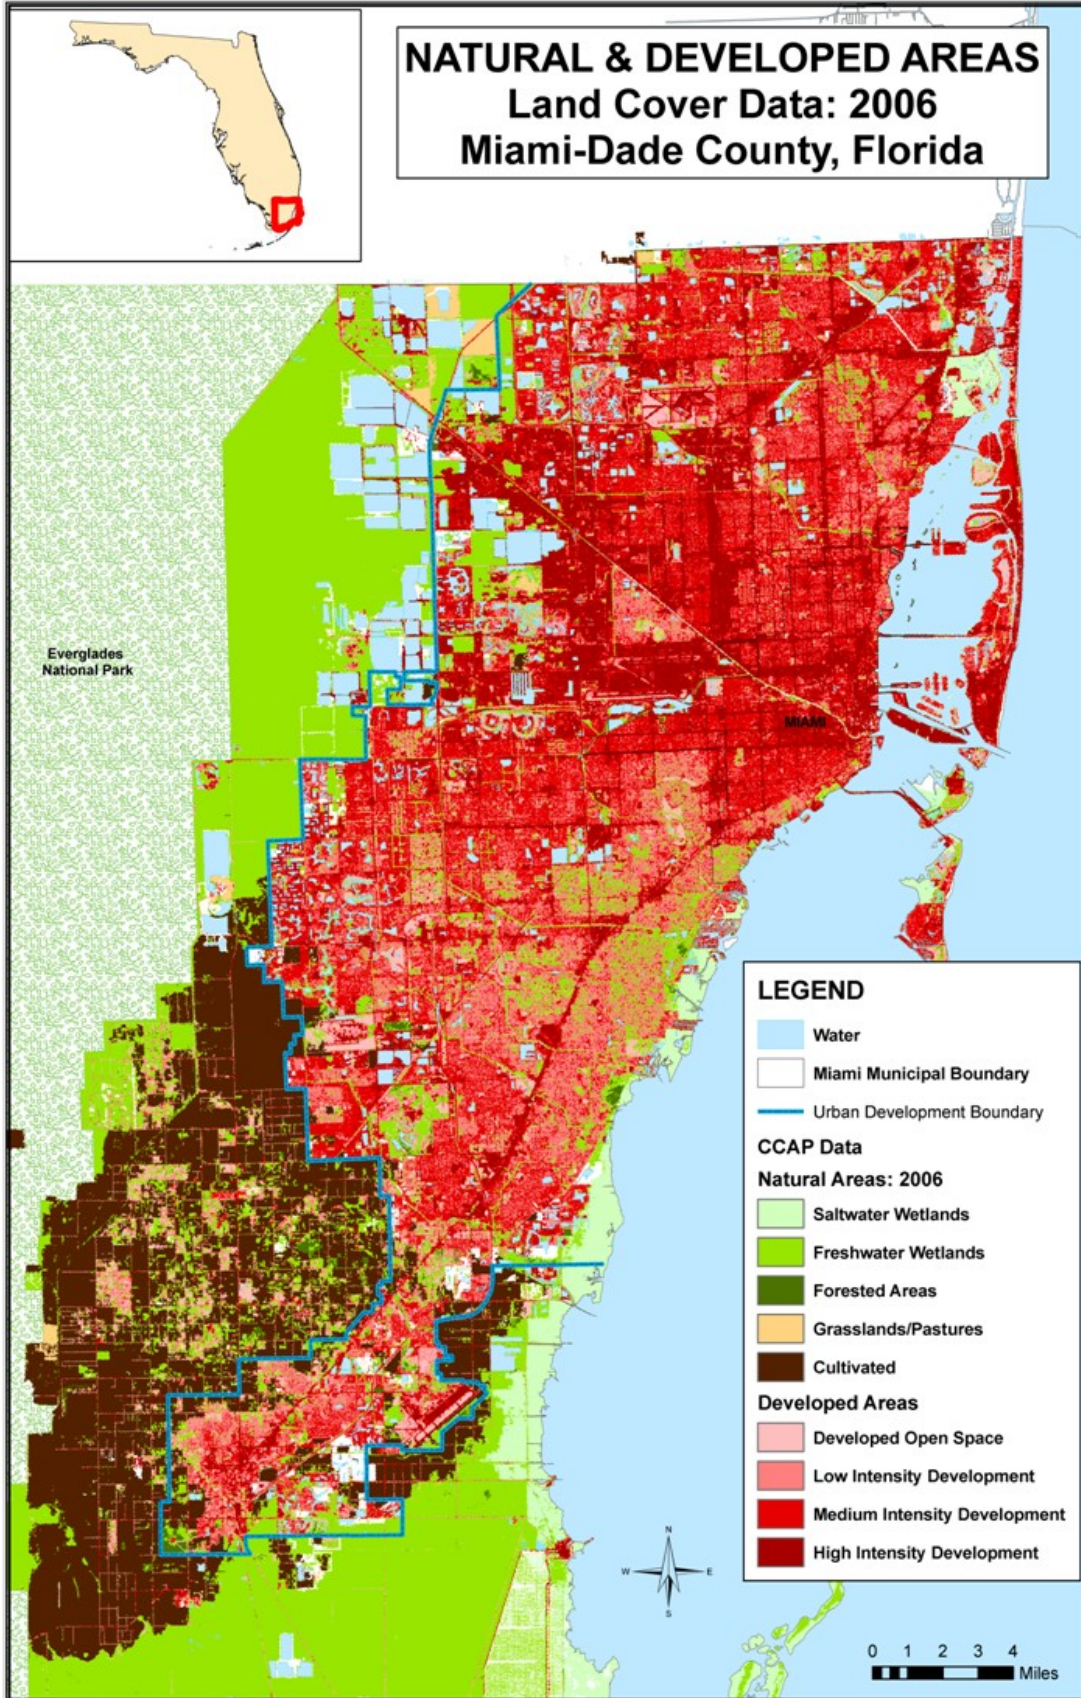 NATURAL & DEVELOPED AREAS
Land Cover Data: 2006
Miami-Dade County, Florida
Everglades
National Park
MIAMI
LEGEND
Water
Miami Municipal Boundary
Urban Development Boundary
CCAP Data
Natural Areas: 2006
Saltwater Wetlands
Freshwater Wetlands
Forested Areas
Grasslands/Pastures
Cultivated
Developed Areas
Developed Open Space
Low Intensity Development
Medium Intensity Development
High Intensity Development
N
W E
S
0 1 2 3 4
Miles